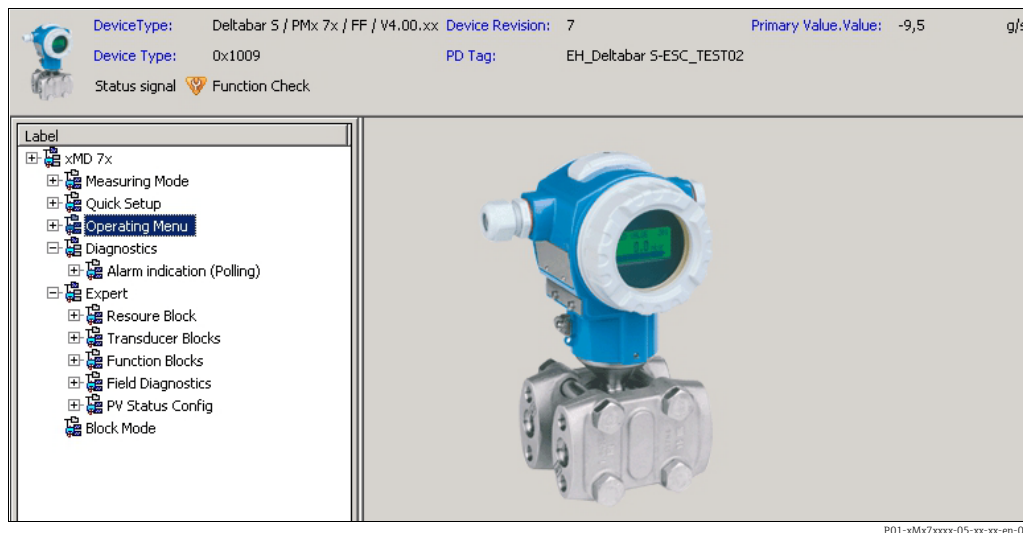 DeviceType: Deltabar S / PMx 7x / FF / V4.00.xx Device Revision: 7 Primary Value.Value: -9,5 g/s
Device Type: 0x1009 PD Tag: EH_Deltabar S-ESC_TEST02
Status signal Function Check
Label
xMD 7x
Measuring Mode
Quick Setup
Operating Menu
Diagnostics
Alarm indication (Polling)
Expert
Resoure Block
Transducer Blocks
Function Blocks
Field Diagnostics
PV Status Config
Block Mode